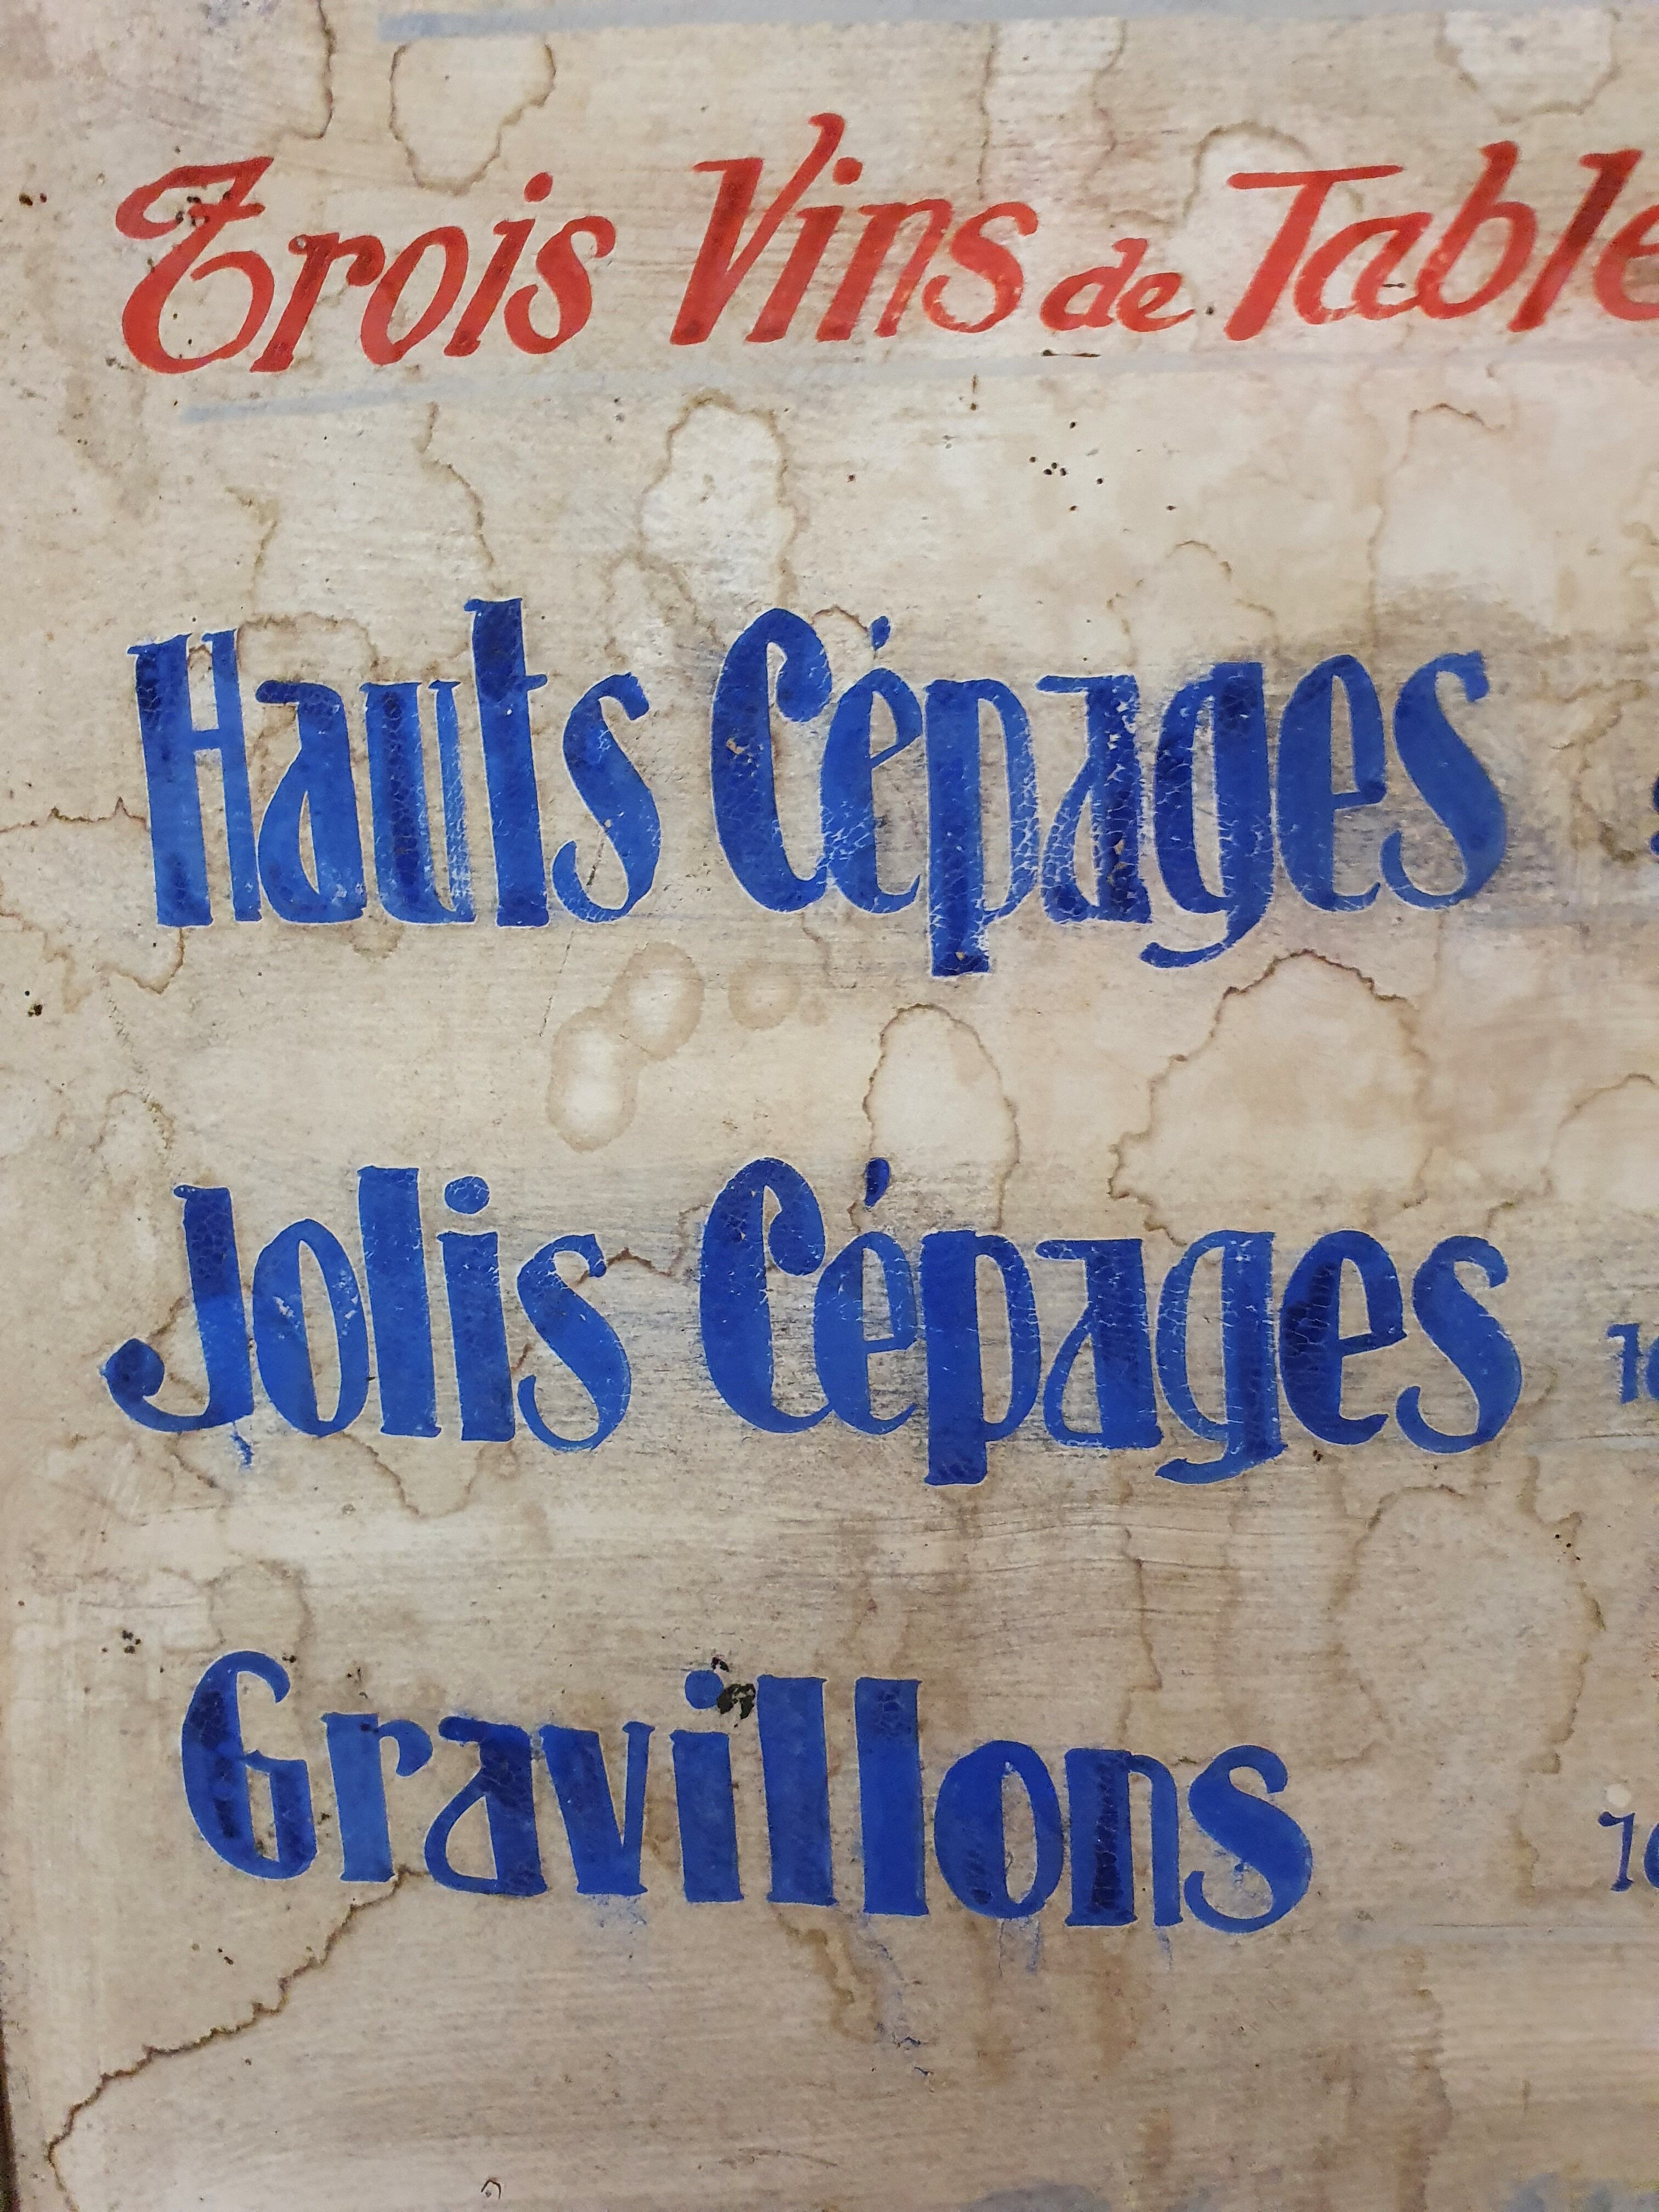 Trois Vins de Table
Hauts Cépages
Jolis Cépages
Gravillons